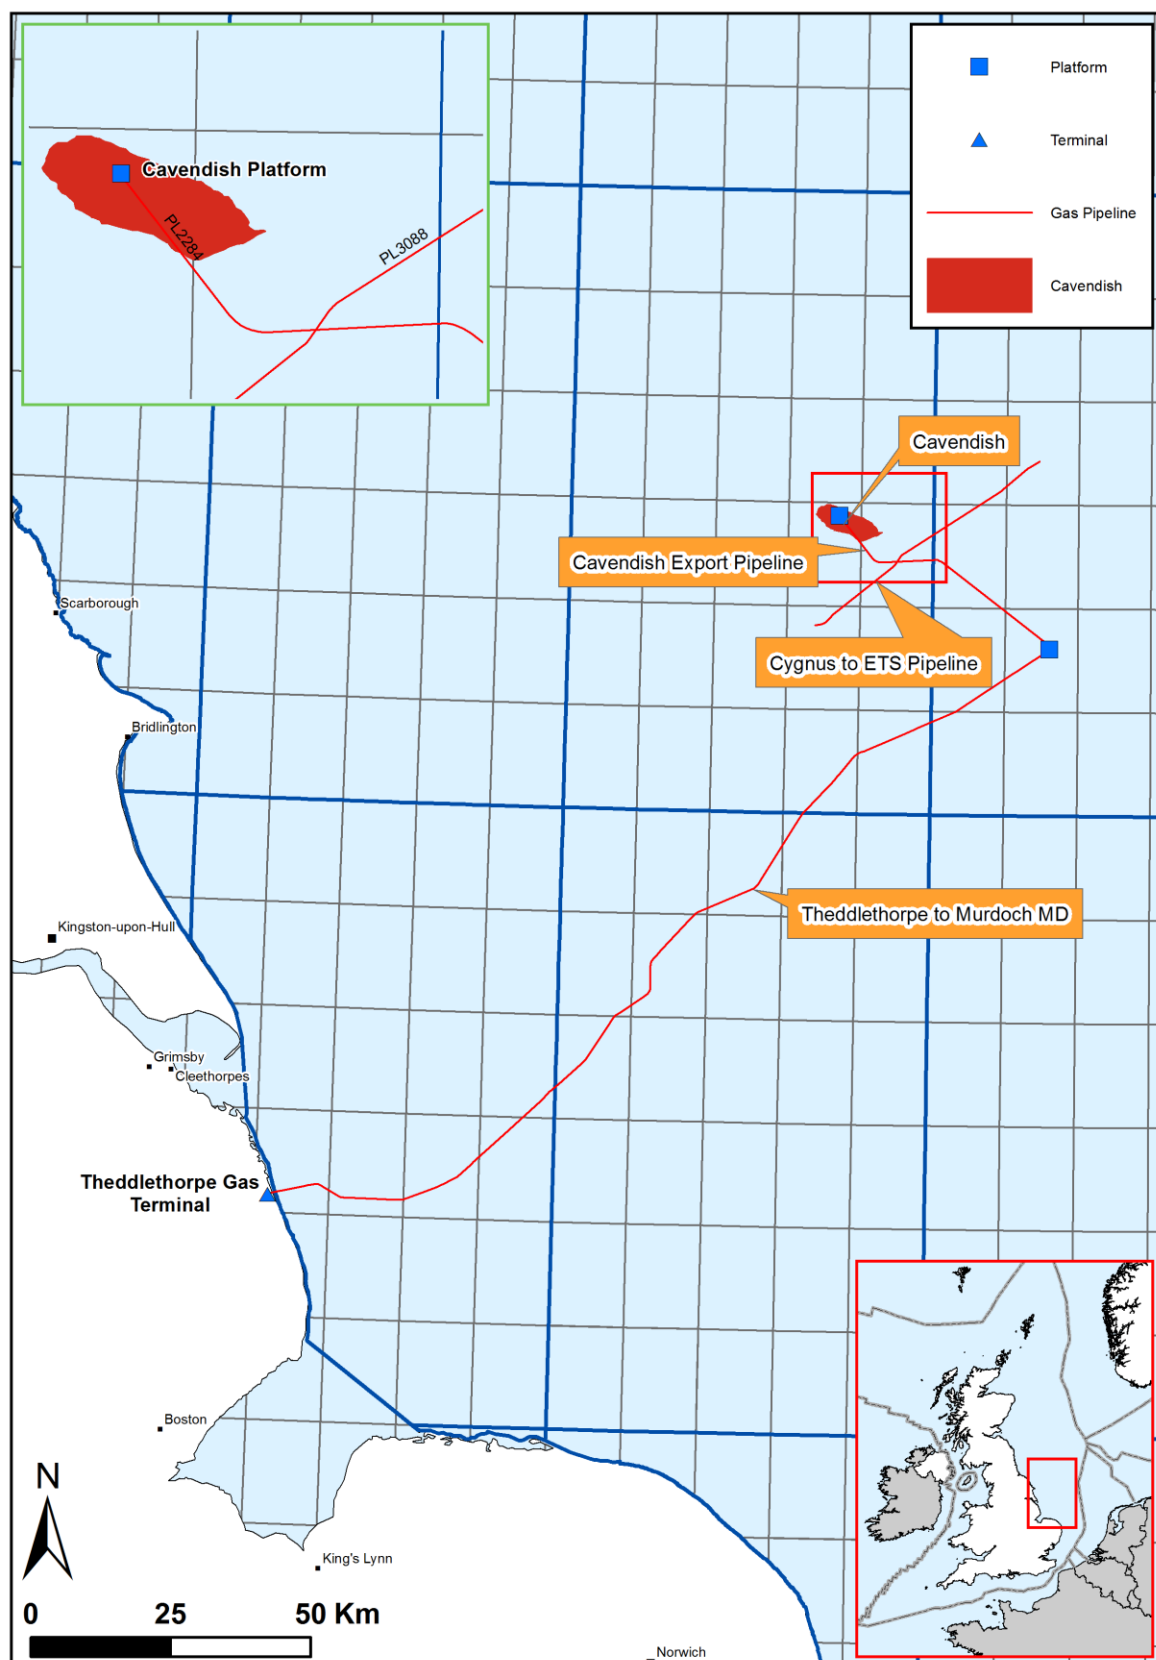 Cavendish Platform
PL2284
PL3088
Platform
Terminal
Gas Pipeline
Cavendish
Cavendish
Cavendish Export Pipeline
Cygnus to ETS Pipeline
Scarborough
Bridlington
Theddlethorpe to Murdoch MD
Kingston-upon-Hull
Grimsby
Cleethorpes
Theddlethorpe Gas
Terminal
Boston
N
King's Lynn
0 25 50 Km
Norwich